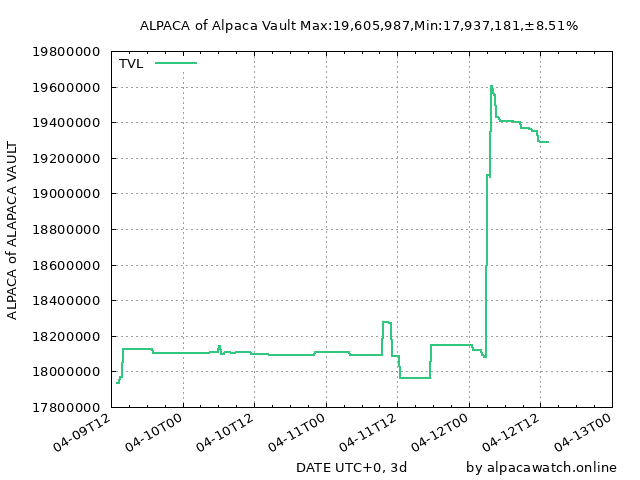 ALPACA of Alpaca Vault Max:19,605,987,Min:17,937,181,±8.51%
TVL
19800000
19600000
19400000
19200000
19000000
18800000
18600000
18400000
18200000
18000000
17800000
ALPACA of ALAPACA VAULT
04-09T12
04-10T00
04-10T12
04-11T00
04-11T12
04-12T00
04-12T12
04-13T00
DATE UTC+0, 3d
by alpacawatch.online